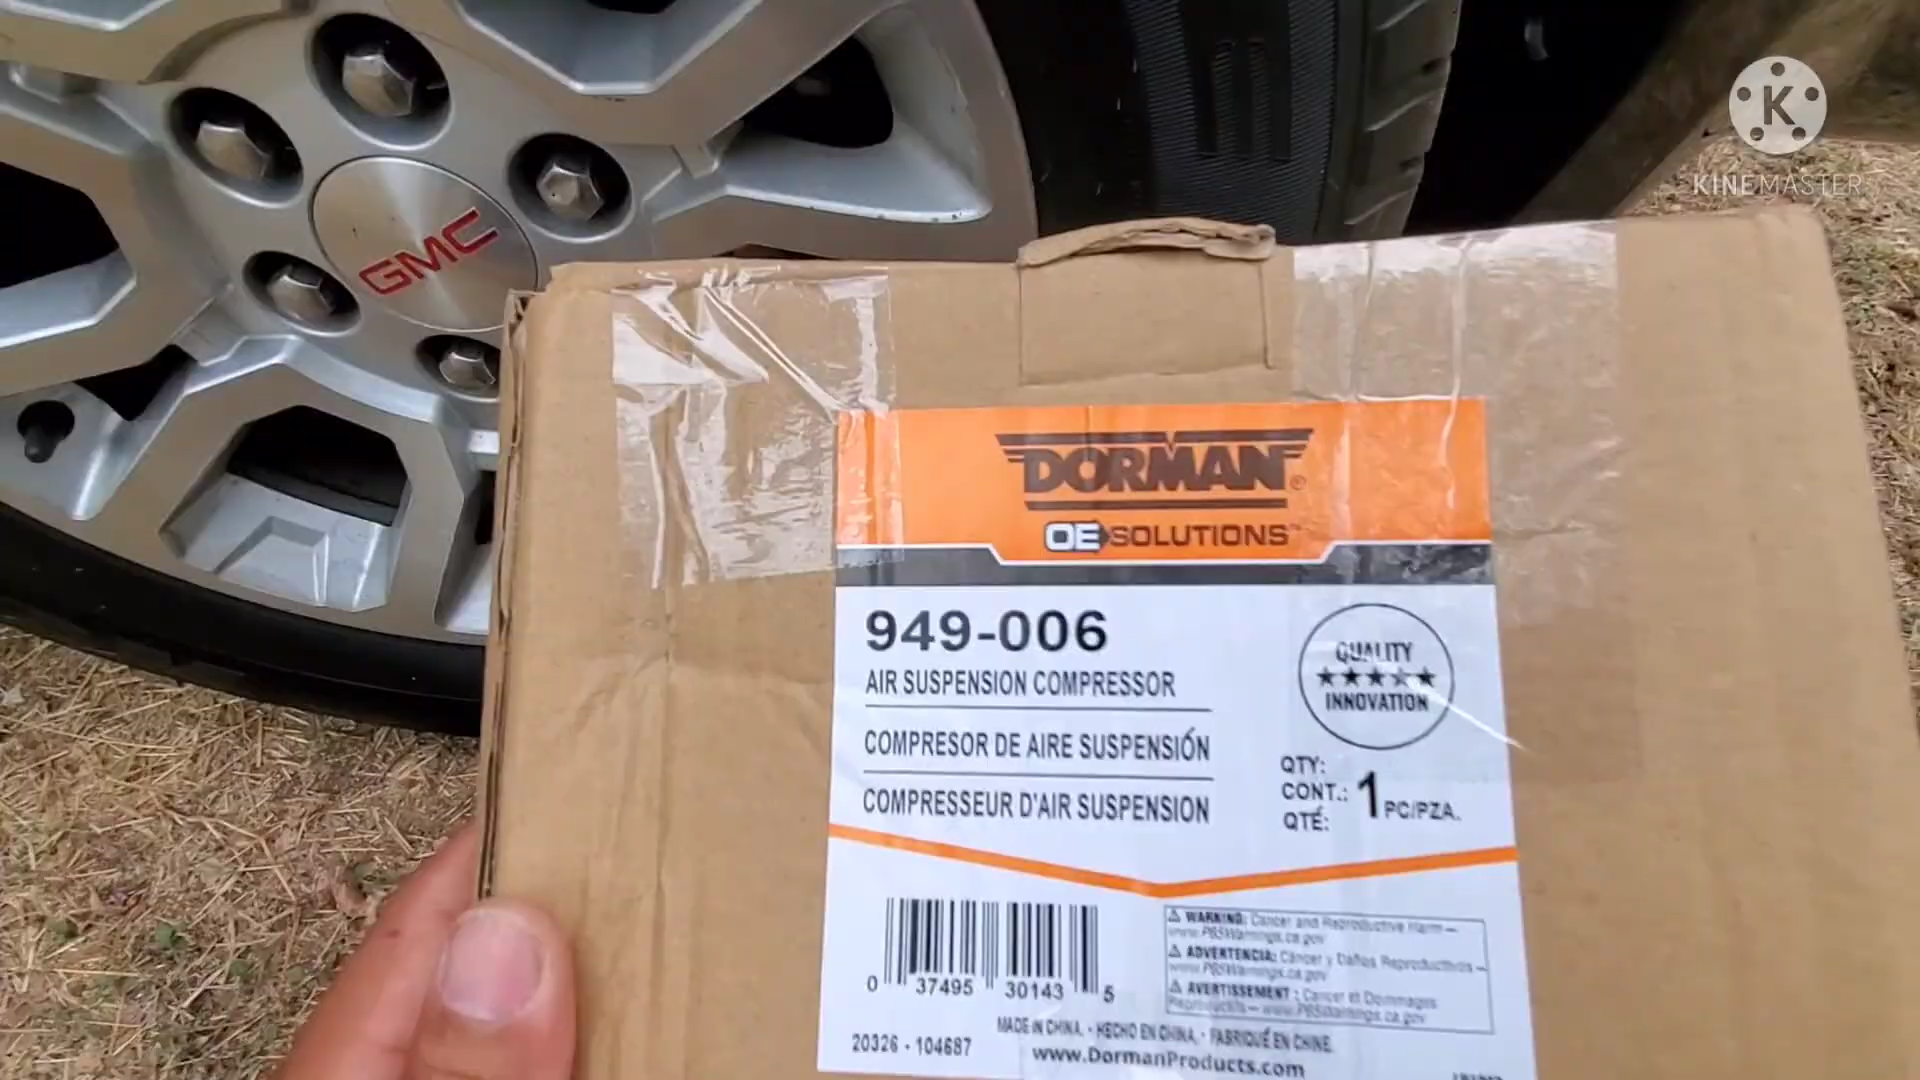 K
KINEMASTER
GMC
DORMAN®
OE SOLUTIONS™
949-006
AIR SUSPENSION COMPRESSOR
COMPRESOR DE AIRE SUSPENSIÓN
COMPRESSEUR D'AIR SUSPENSION
QUALITY
INNOVATION
QTY:
CONT.: 1 PC/PZA.
QTÉ:
WARNING: Cancer and Reproductive Harm –
www.P65Warnings.ca.gov
ADVERTENCIA: Cáncer y Daños Reproductivos –
www.P65Warnings.ca.gov
AVERTISSEMENT : Cancer et Dommages
Reproductifs – www.P65Warnings.ca.gov
0 37495 30143 5
MADE IN CHINA. - HECHO EN CHINA. - FABRIQUÉ EN CHINE.
20326 - 104687
www.DormanProducts.com